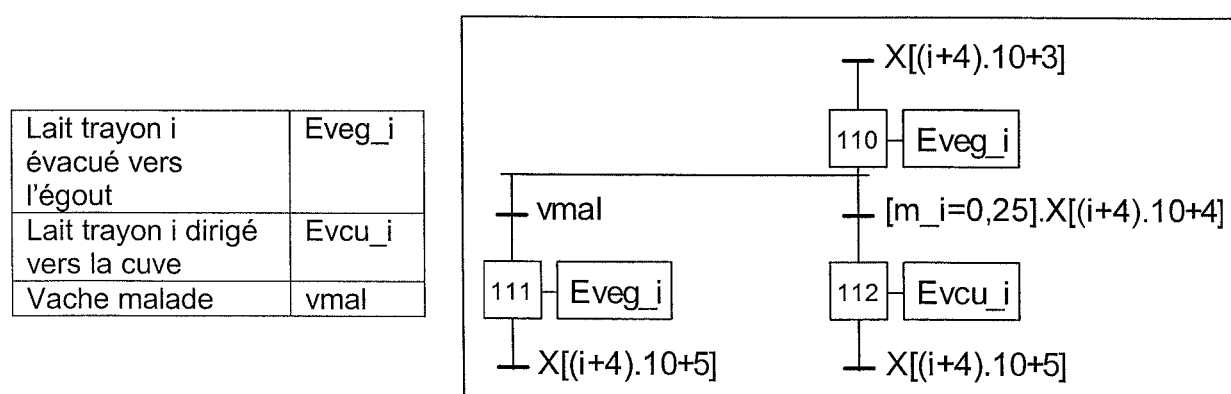 Lait trayon i
évacué vers
l'égout
Eveg_i
Lait trayon i dirigé
vers la cuve
Evcu_i
Vache malade
vmal
X[(i+4).10+3]
110
Eveg_i
vmal
[m_i=0,25].X[(i+4).10+4]
111
Eveg_i
112
Evcu_i
X[(i+4).10+5]
X[(i+4).10+5]